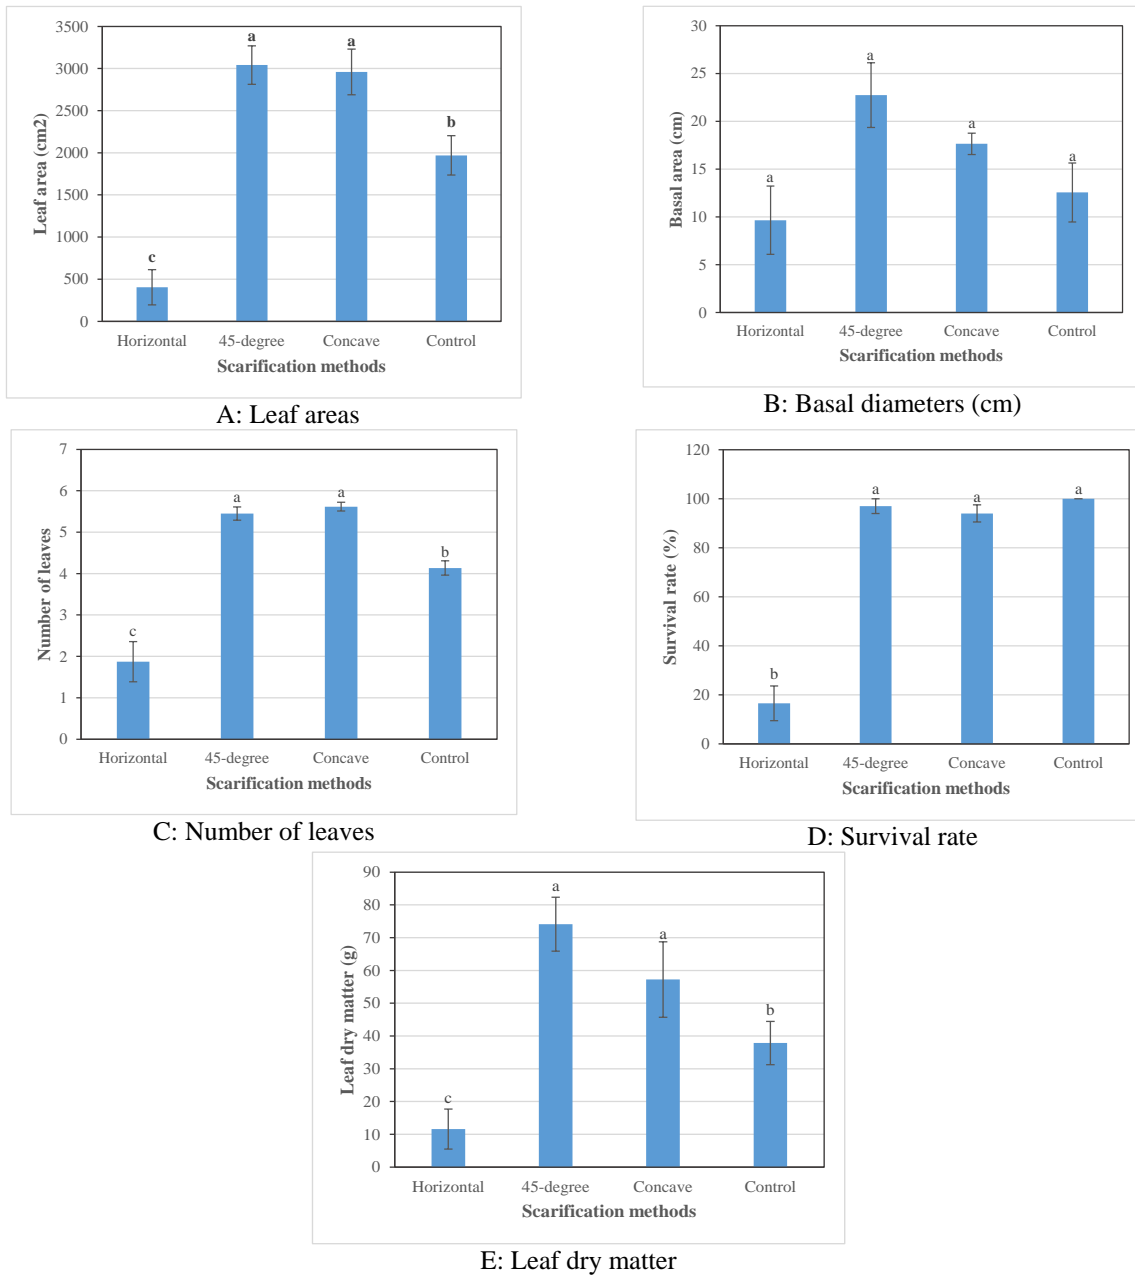 3500
3000
2500
2000
1500
1000
500
0
Leaf area (cm2)
a
a
b
c
Horizontal 45-degree Concave Control
Scarification methods
A: Leaf areas
30
25
20
15
10
5
0
Basal area (cm)
a
a
a
a
Horizontal 45-degree Concave Control
Scarification methods
B: Basal diameters (cm)
7
6
5
4
3
2
1
0
Number of leaves
c
a
a
b
Horizontal 45-degree Concave Control
Scarification methods
C: Number of leaves
120
100
80
60
40
20
0
Survival rate (%)
b
a
a
a
Horizontal 45-degree Concave Control
Scarification methods
D: Survival rate
90
80
70
60
50
40
30
20
10
0
Leaf dry matter (g)
c
a
a
b
Horizontal 45-degree Concave Control
Scarification methods
E: Leaf dry matter